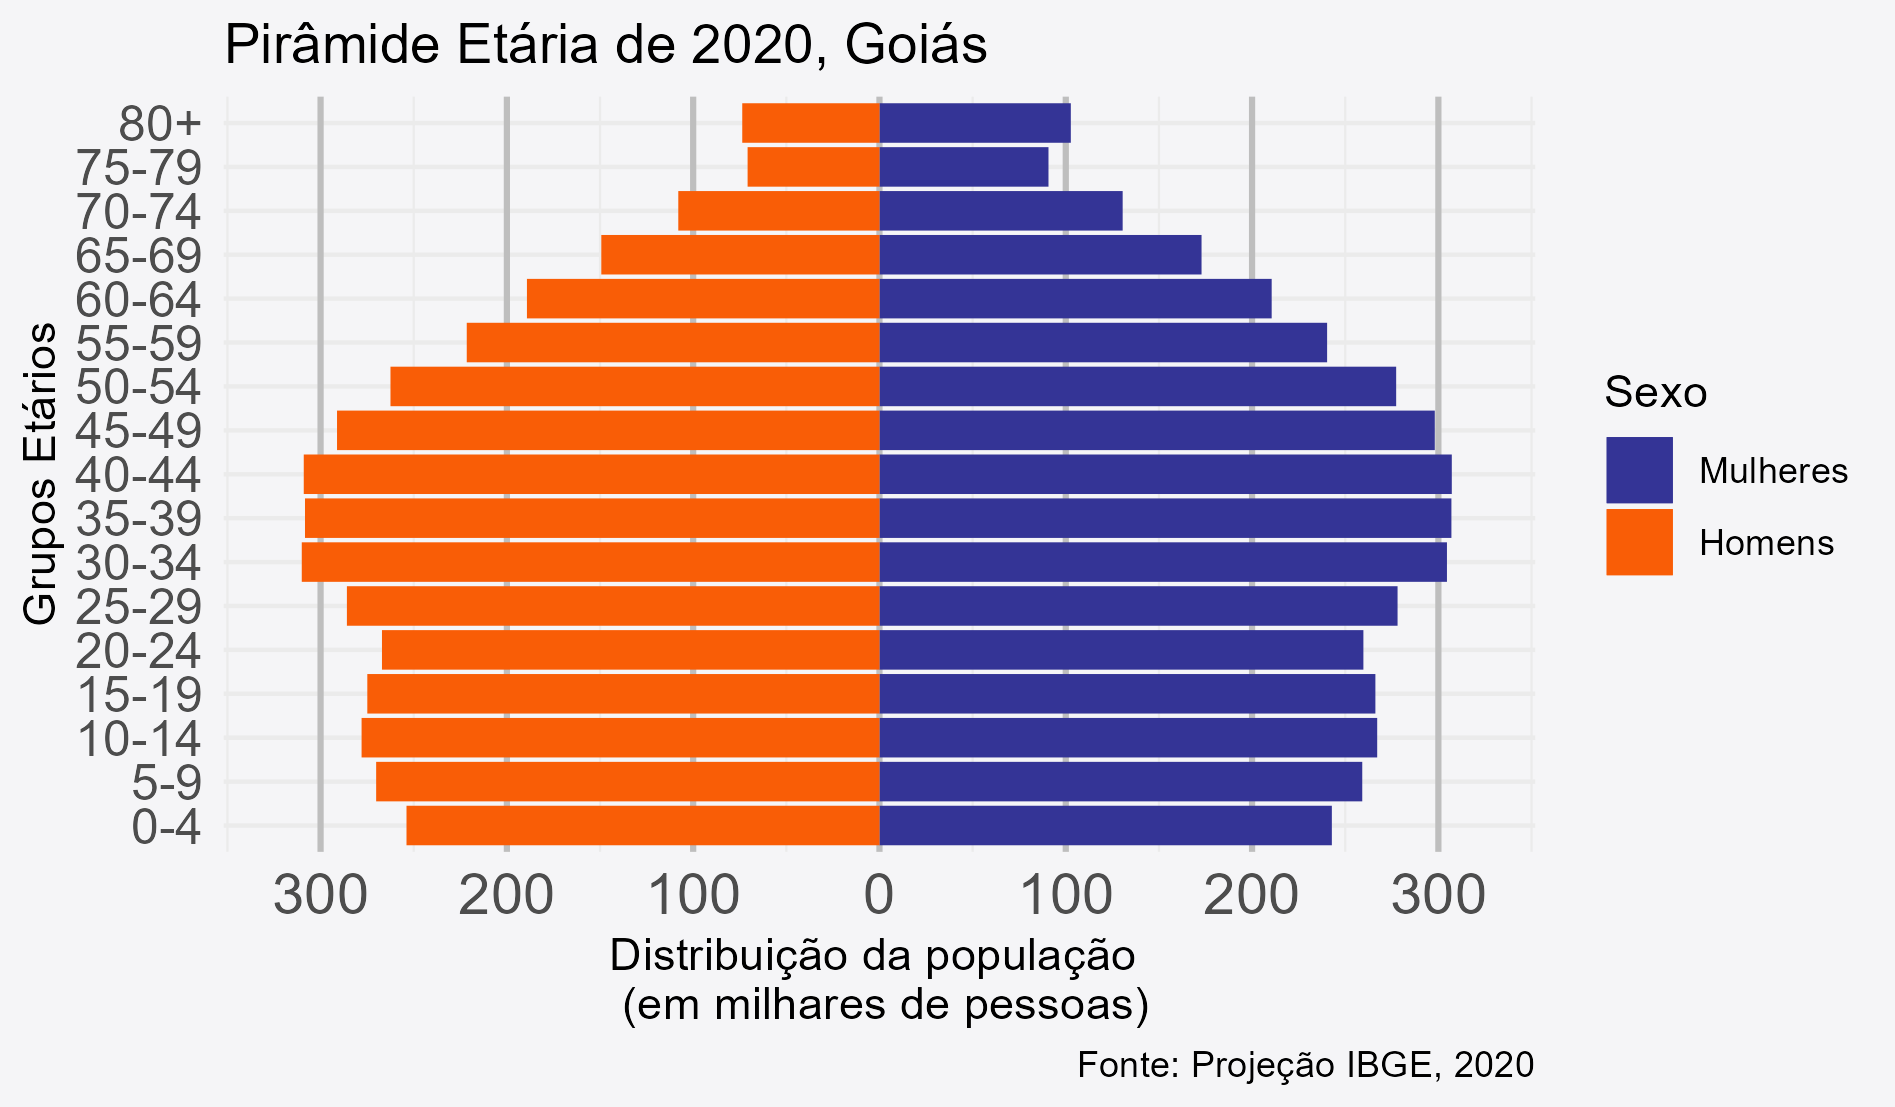 Pirâmide Etária de 2020, Goiás
Grupos Etários
80+
75-79
70-74
65-69
60-64
55-59
50-54
45-49
40-44
35-39
30-34
25-29
20-24
15-19
10-14
5-9
0-4
300 200 100 0 100 200 300
Distribuição da população
(em milhares de pessoas)
Sexo
Mulheres
Homens
Fonte: Projeção IBGE, 2020